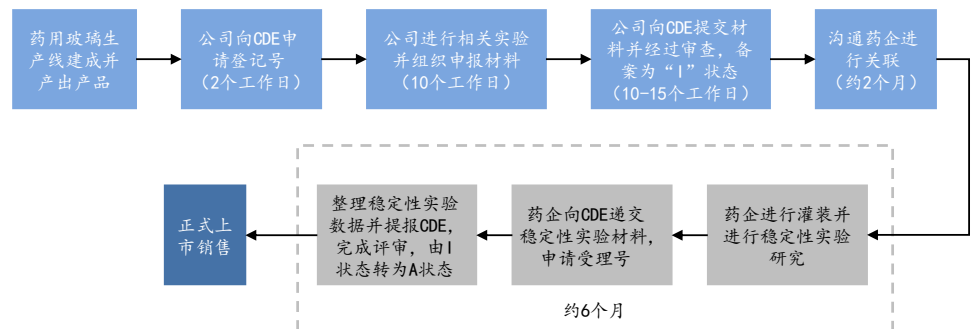 药用玻璃生
产线建成并
产出产品
公司向CDE申
请登记号
（2个工作日）
公司进行相关实验
并组织申报材料
（10个工作日）
公司向CDE提交材
料并经过审查，备
案为“I”状态
（10-15个工作日）
沟通药企进
行关联
（约2个月）
药企进行灌装并
进行稳定性实验
研究
药企向CDE递交
稳定性实验材料，
申请受理号
整理稳定性实验
数据并提报CDE，
完成评审，由I
状态转为A状态
正式上
市销售
约6个月